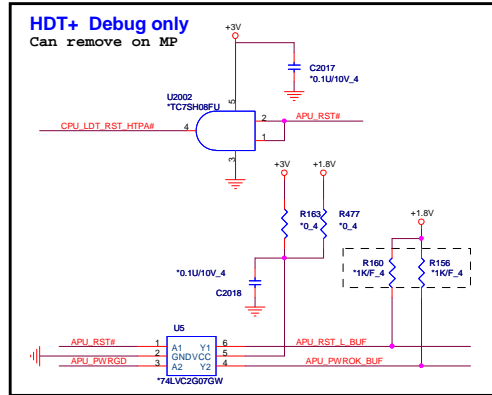 HDT+ Debug only
Can remove on MP
+3V
C2017
*0.1U/10V_4
U2002
*TC7SH08FU
5
CPU_LDT_RST_HTPA#
4
2
APU_RST#
1
3
+3V
+1.8V
R163
*0_4
R477
*0_4
+1.8V
*0.1U/10V_4
C2018
R160
*1K/F_4
R156
*1K/F_4
U5
APU_RST#
1
A1
Y1
6
APU_RST_L_BUF
2
GND
VCC
5
APU_PWRGD
3
A2
Y2
4
APU_PWROK_BUF
*74LVC2G07GW